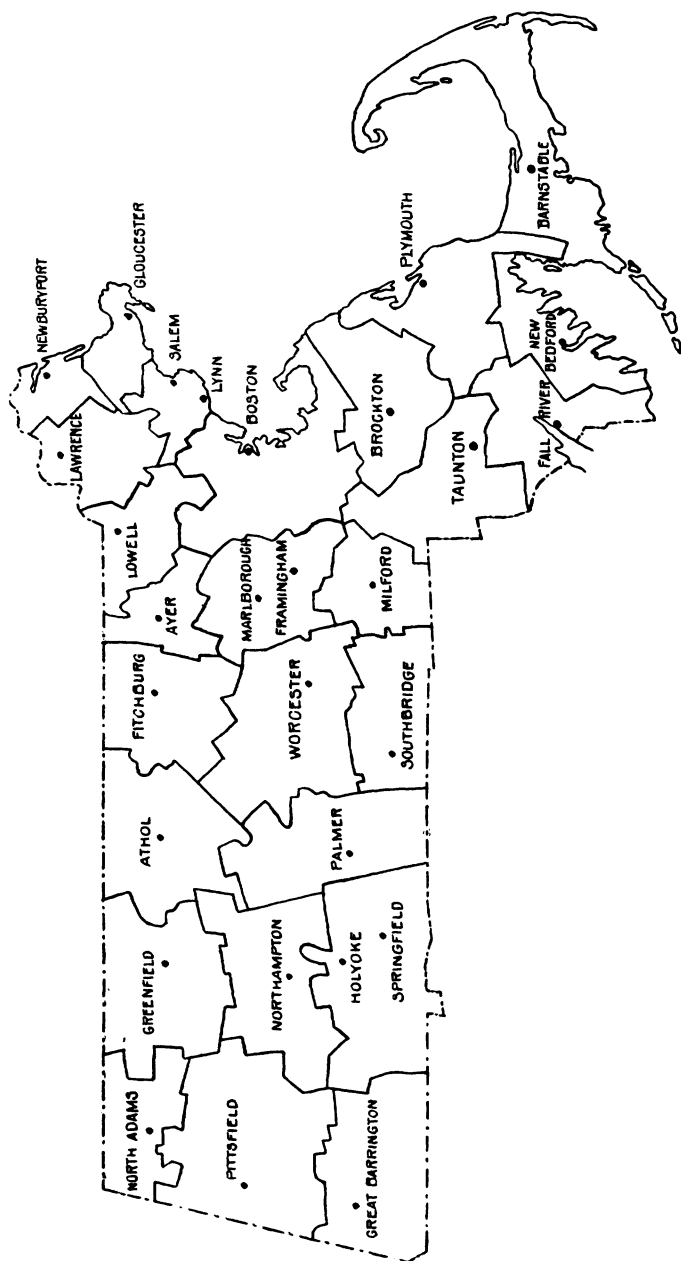 NEWBURYPORT
GLOUCESTER
SALEM
LYNN
BOSTON
LAWRENCE
LOWELL
AYER
MARLBOROUGH
FRAMINGHAM
MILFORD
BROCKTON
PLYMOUTH
BARNSTABLE
NEW
BEDFORD
FALL RIVER
TAUNTON
FITCHBURG
WORCESTER
SOUTHBRIDGE
ATHOL
PALMER
GREENFIELD
NORTHAMPTON
HOLYOKE
SPRINGFIELD
NORTH ADAMS
PITTSFIELD
GREAT BARRINGTON